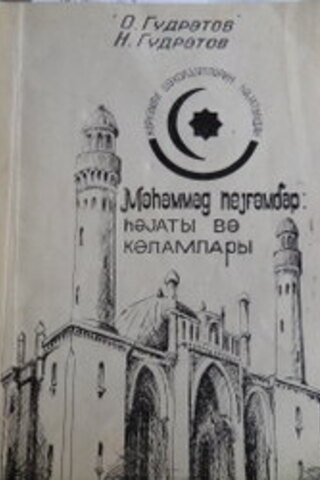 О. Гудрәтов
Н. Гудрәтов
Мәһәммәд пејғәмбәр:
һәјаты вә
кәламлары